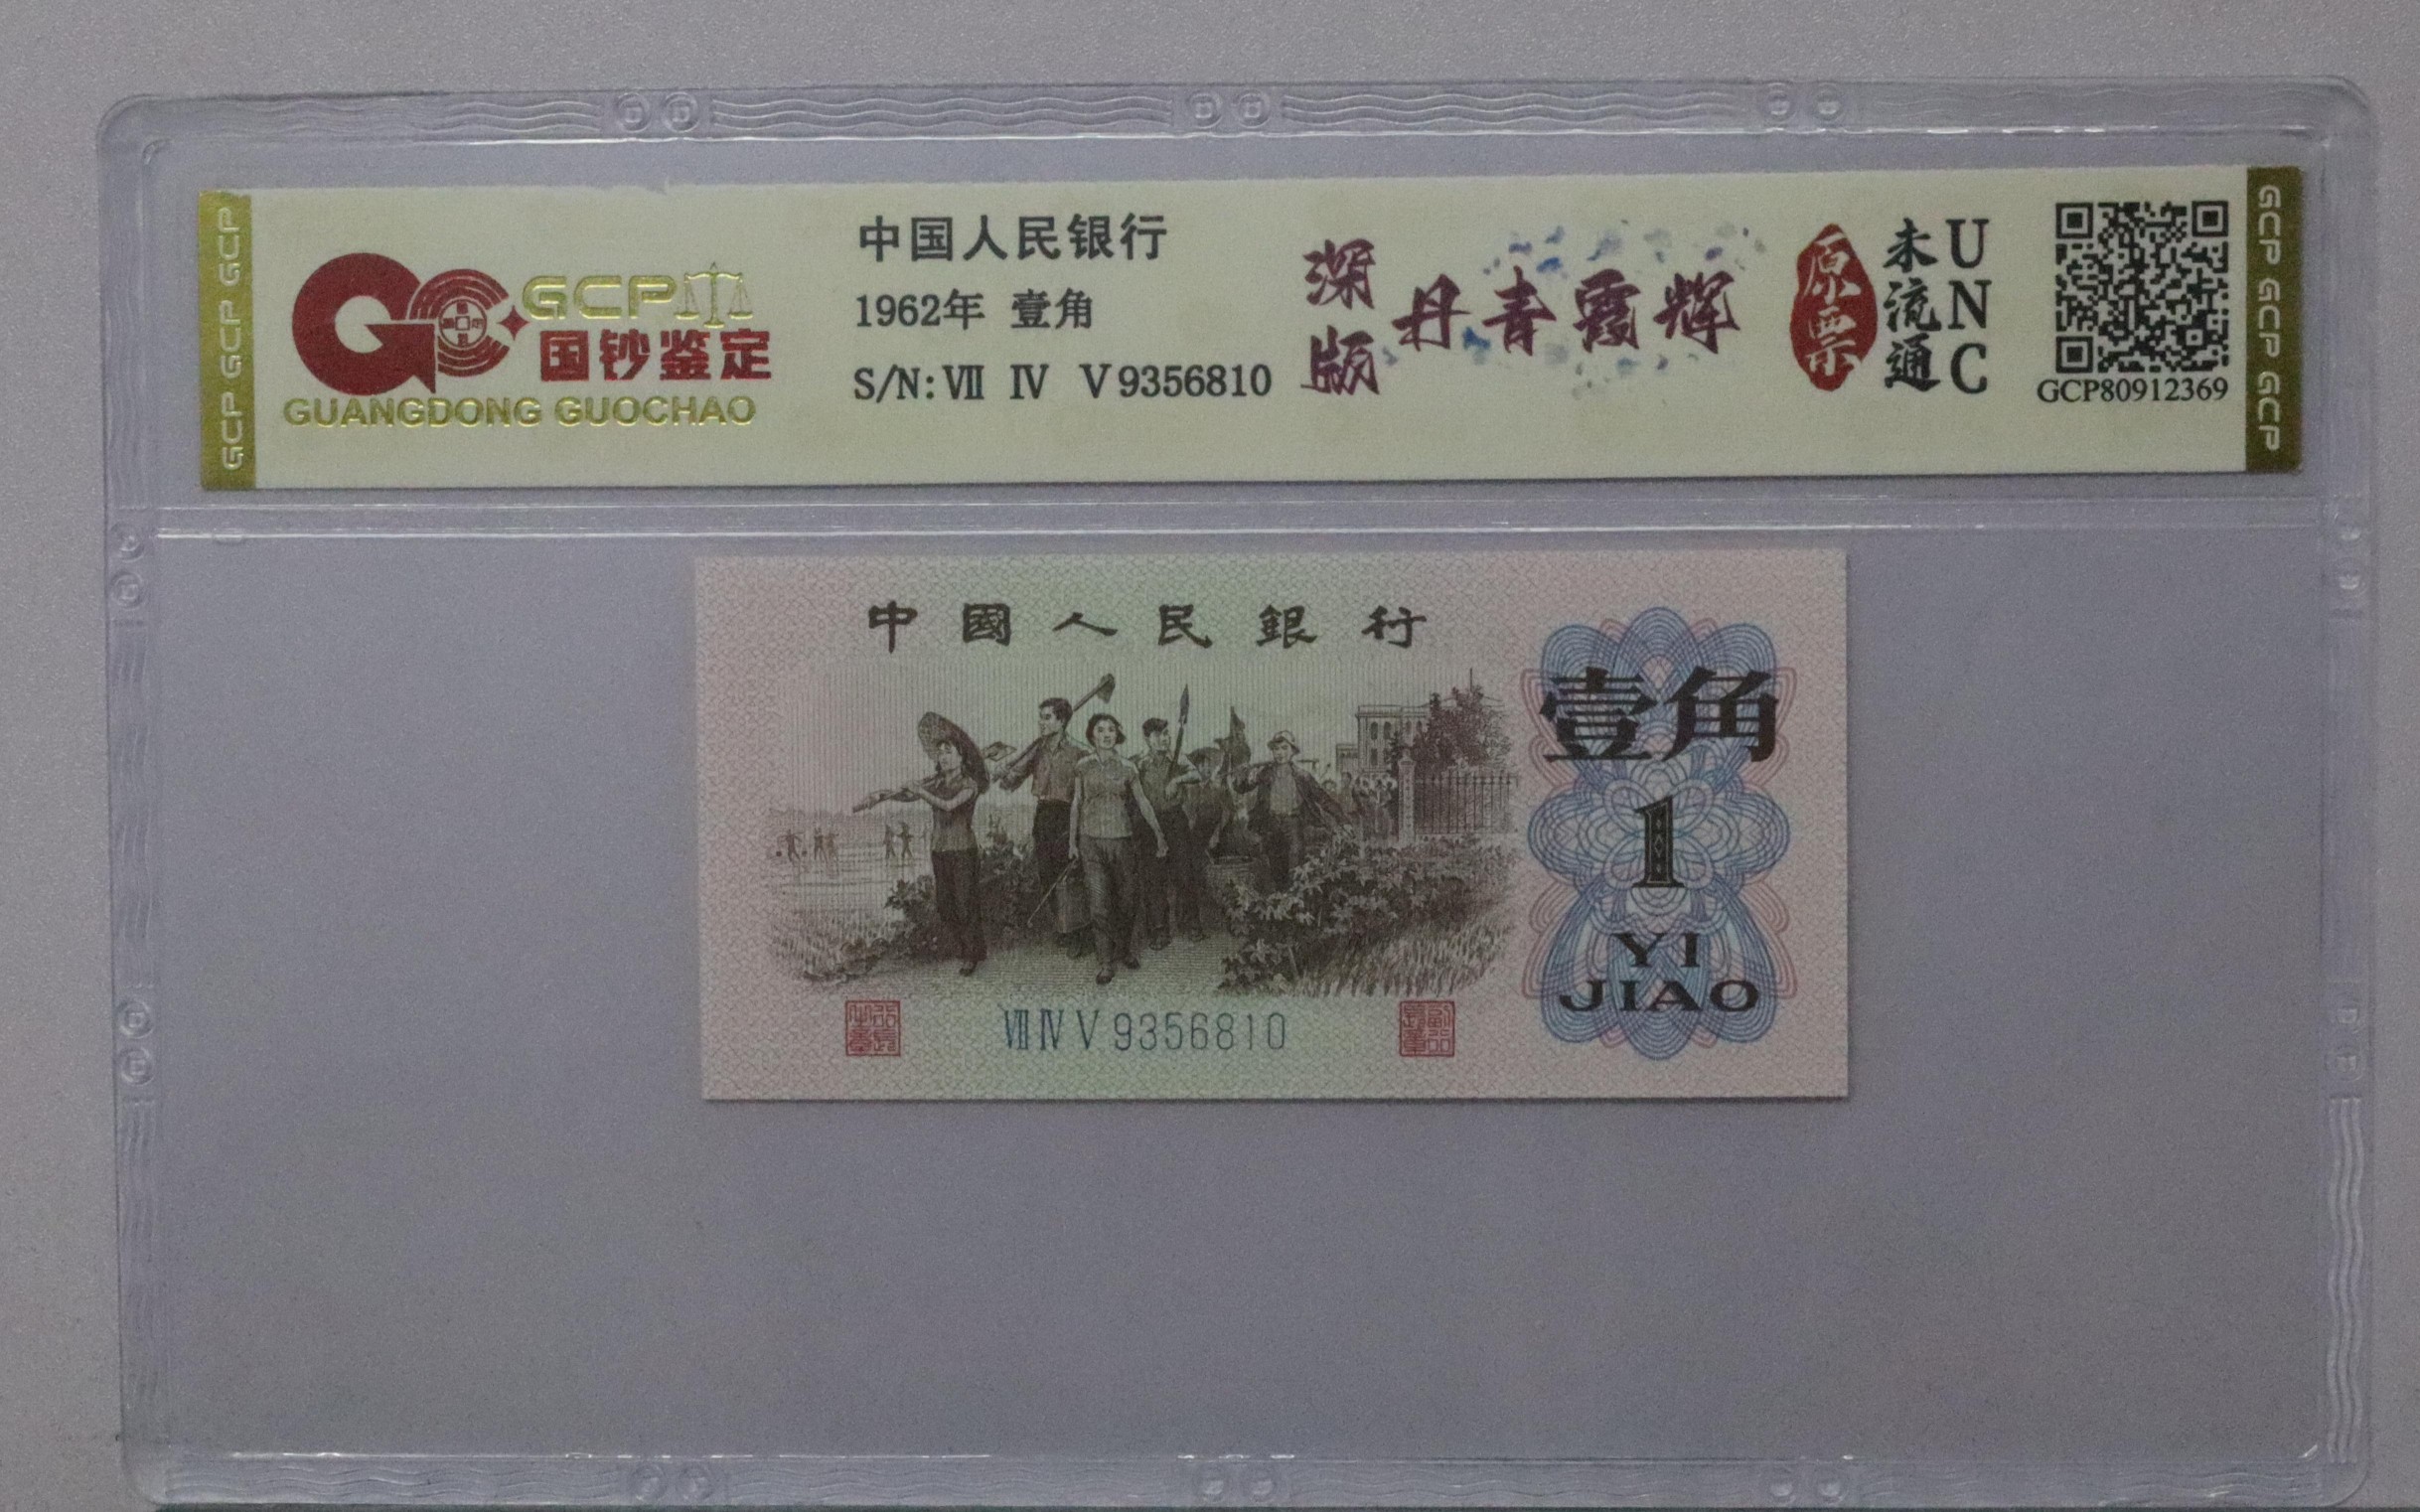 GCP GCP GCP
GCP
国钞鉴定
GUANGDONG GUOCHAO
中国人民银行
1962年 壹角
S/N: Ⅶ Ⅳ Ⅴ 9356810
深版
丹青霞辉
原票
未流通
UNC
GCP80912369
GCP GCP GCP
中國人民銀行
壹角
1
YI
JIAO
Ⅶ Ⅳ Ⅴ 9356810